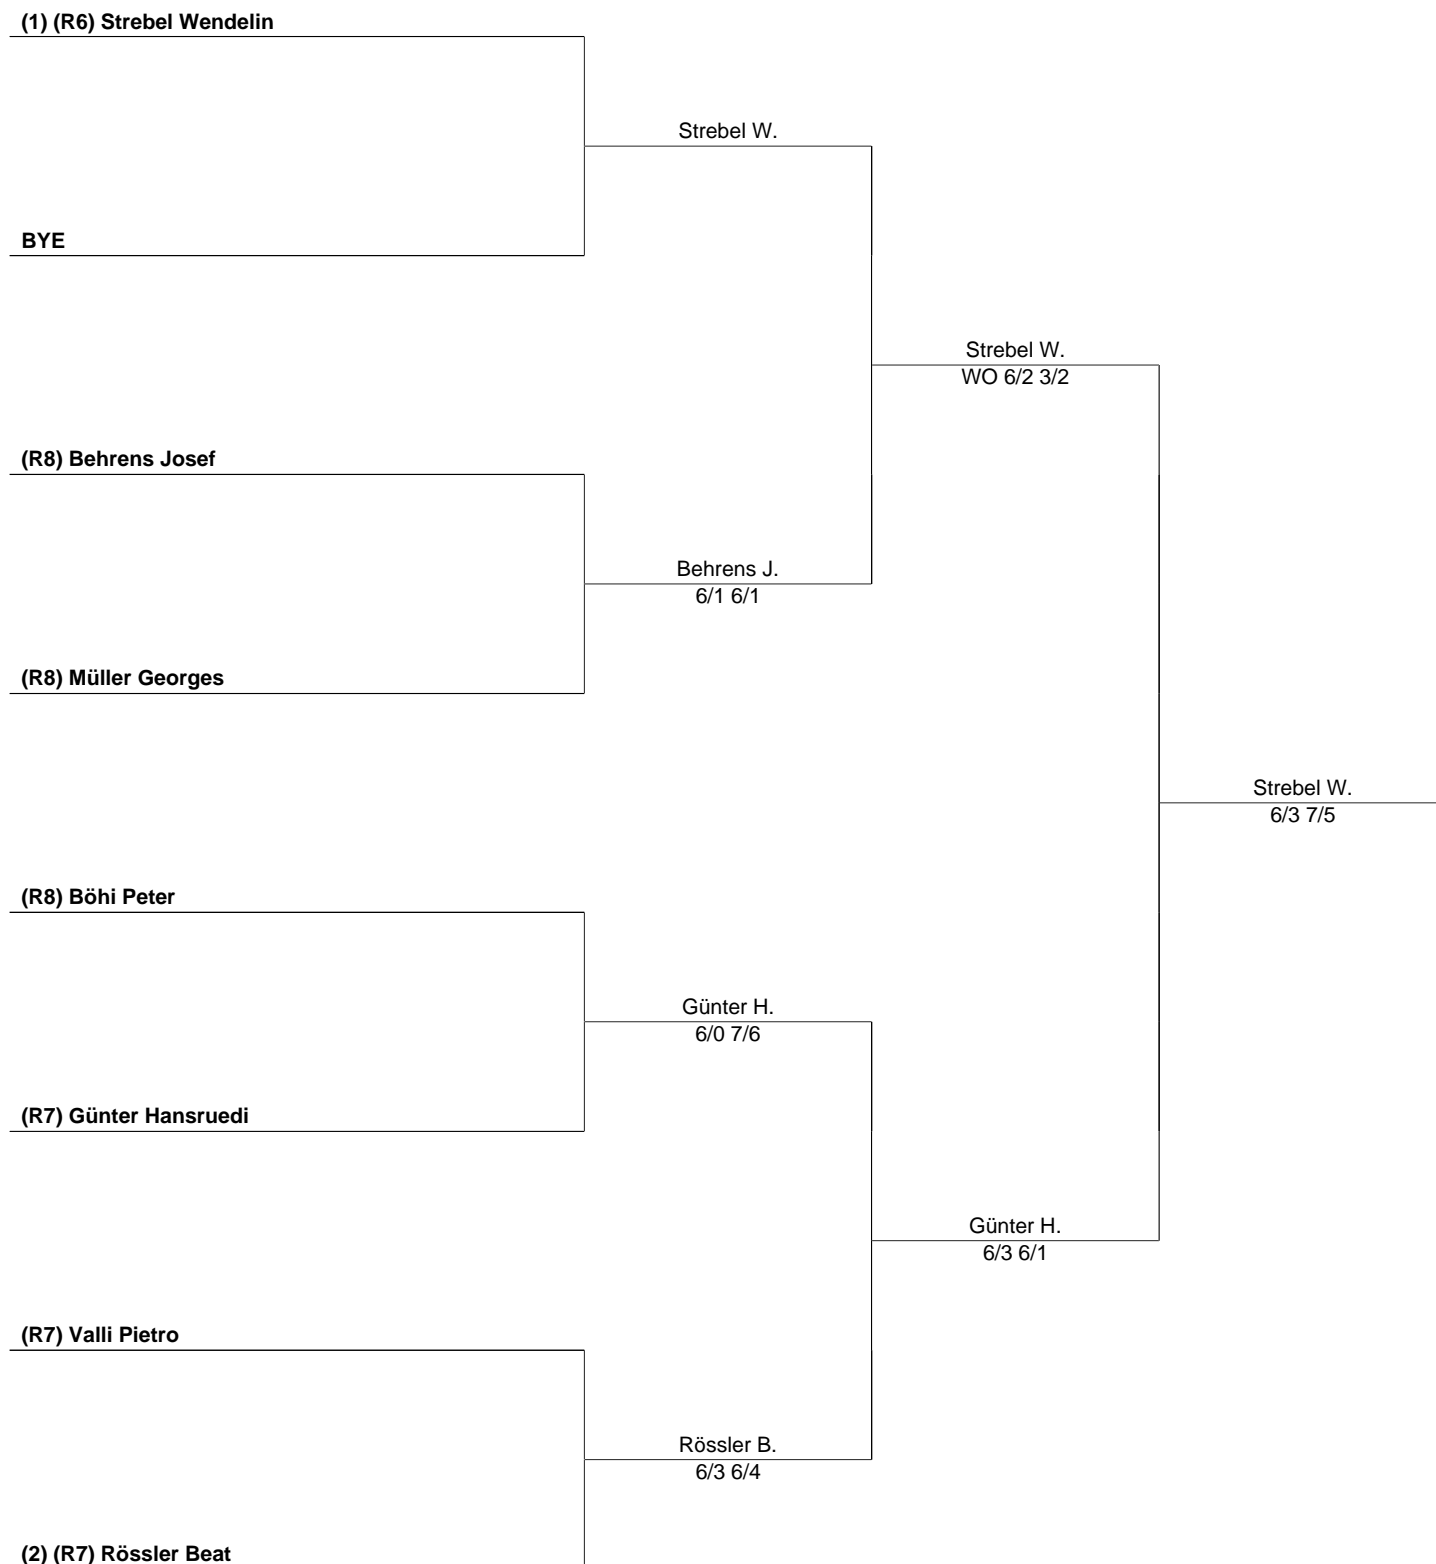 (1) (R6) Strebel Wendelin
Strebel W.
BYE
Strebel W.
WO 6/2 3/2
(R8) Behrens Josef
Behrens J.
6/1 6/1
(R8) Müller Georges
Strebel W.
6/3 7/5
(R8) Böhi Peter
Günter H.
6/0 7/6
(R7) Günter Hansruedi
Günter H.
6/3 6/1
(R7) Valli Pietro
Rössler B.
6/3 6/4
(2) (R7) Rössler Beat